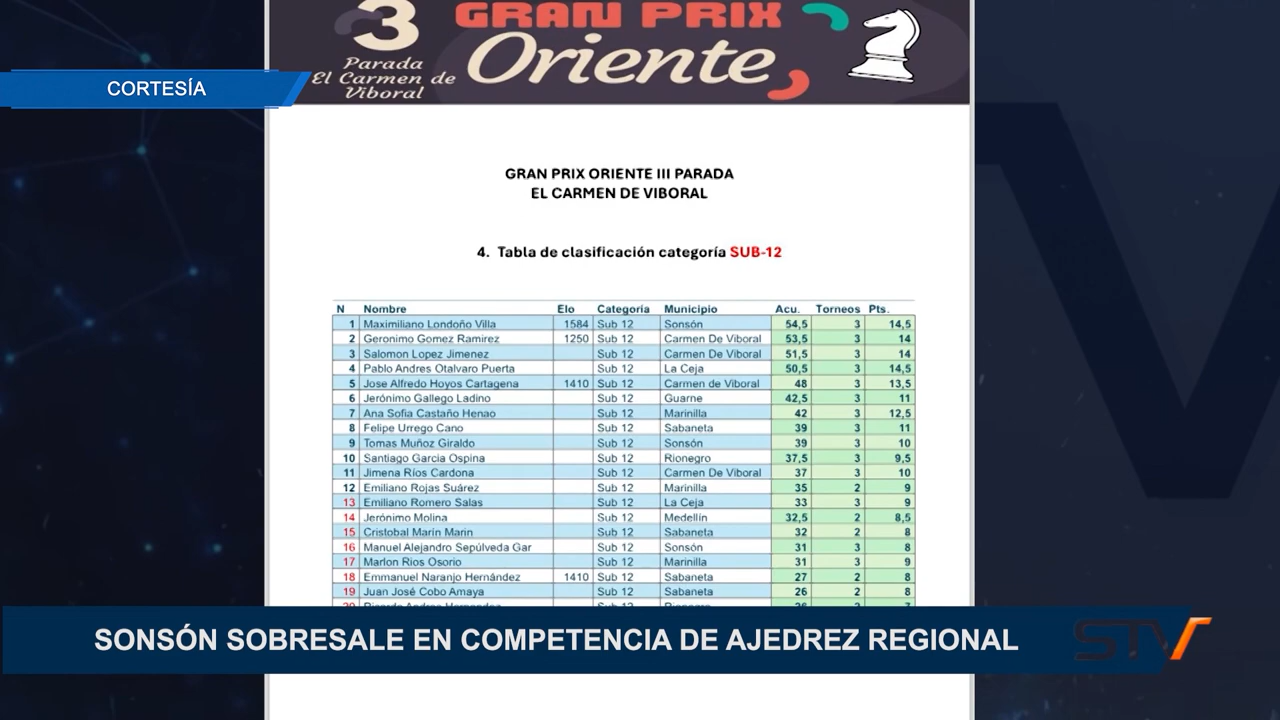 3 GRAN PRIX
Oriente
Parada
El Carmen de
Viboral
CORTESÍA
GRAN PRIX ORIENTE III PARADA
EL CARMEN DE VIBORAL
4. Tabla de clasificación categoría SUB-12
N Nombre Elo Categoría Municipio Acu. Torneos Pts.
1 Maximiliano Londoño Villa 1584 Sub 12 Sonsón 54,5 3 14,5
2 Geronimo Gomez Ramirez 1250 Sub 12 Carmen De Viboral 53,5 3 14
3 Salomon Lopez Jimenez Sub 12 Carmen De Viboral 51,5 3 14
4 Pablo Andres Otalvaro Puerta Sub 12 La Ceja 50,5 3 14,5
5 Jose Alfredo Hoyos Cartagena 1410 Sub 12 Carmen de Viboral 48 3 13,5
6 Jerónimo Gallego Ladino Sub 12 Guarne 42,5 3 11
7 Ana Sofia Castaño Henao Sub 12 Marinilla 42 3 12,5
8 Felipe Urrego Cano Sub 12 Sabaneta 39 3 11
9 Tomas Muñoz Giraldo Sub 12 Sonsón 39 3 10
10 Santiago Garcia Ospina Sub 12 Rionegro 37,5 3 9,5
11 Jimena Ríos Cardona Sub 12 Carmen De Viboral 37 3 10
12 Emiliano Rojas Suárez Sub 12 Marinilla 35 2 9
13 Emiliano Romero Salas Sub 12 La Ceja 33 3 9
14 Jerónimo Molina Sub 12 Medellín 32,5 2 8,5
15 Cristobal Marín Marin Sub 12 Sabaneta 32 2 8
16 Manuel Alejandro Sepúlveda Gar Sub 12 Sonsón 31 3 8
17 Marlon Rios Osorio Sub 12 Marinilla 31 3 9
18 Emmanuel Naranjo Hernández 1410 Sub 12 Sabaneta 27 2 8
19 Juan José Cobo Amaya Sub 12 Sabaneta 26 2 8
SONSÓN SOBRESALE EN COMPETENCIA DE AJEDREZ REGIONAL
STV